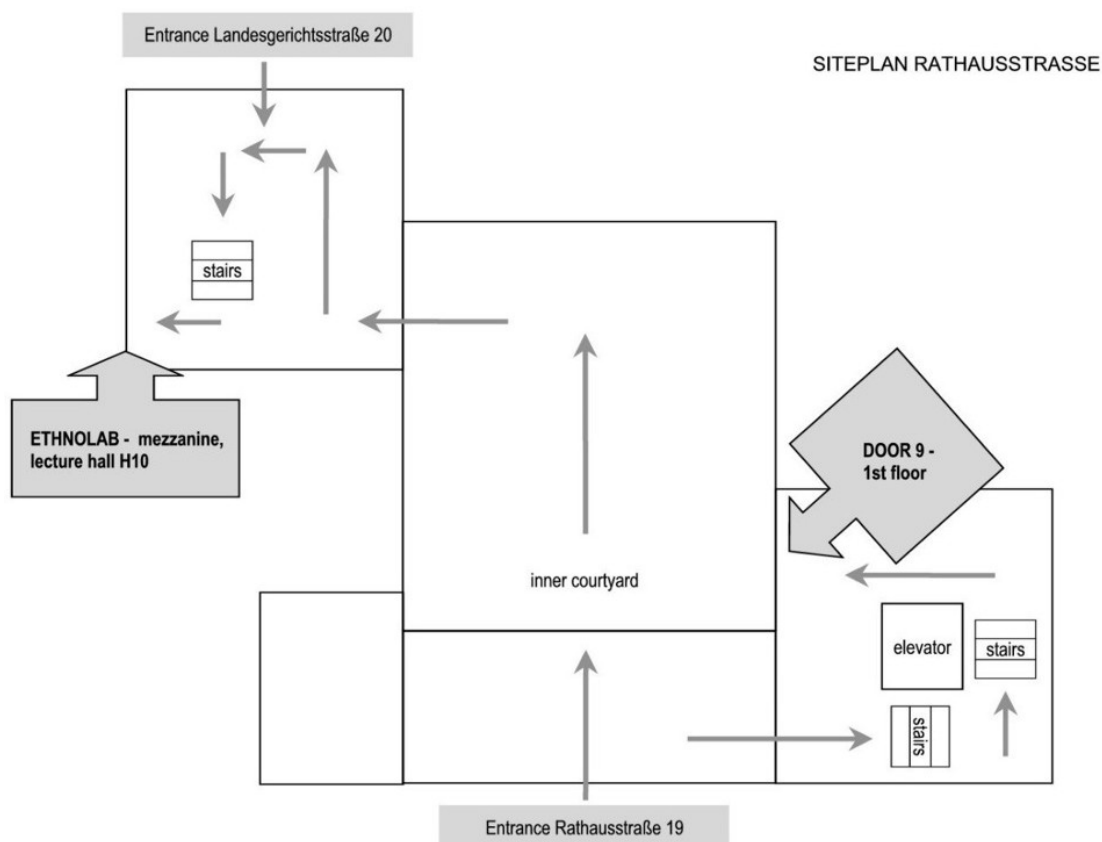 Entrance Landesgerichtsstraße 20
SITEPLAN RATHAUSSTRASSE
stairs
ETHNOLAB - mezzanine,
lecture hall H10
DOOR 9 -
1st floor
inner courtyard
elevator
stairs
stairs
Entrance Rathausstraße 19